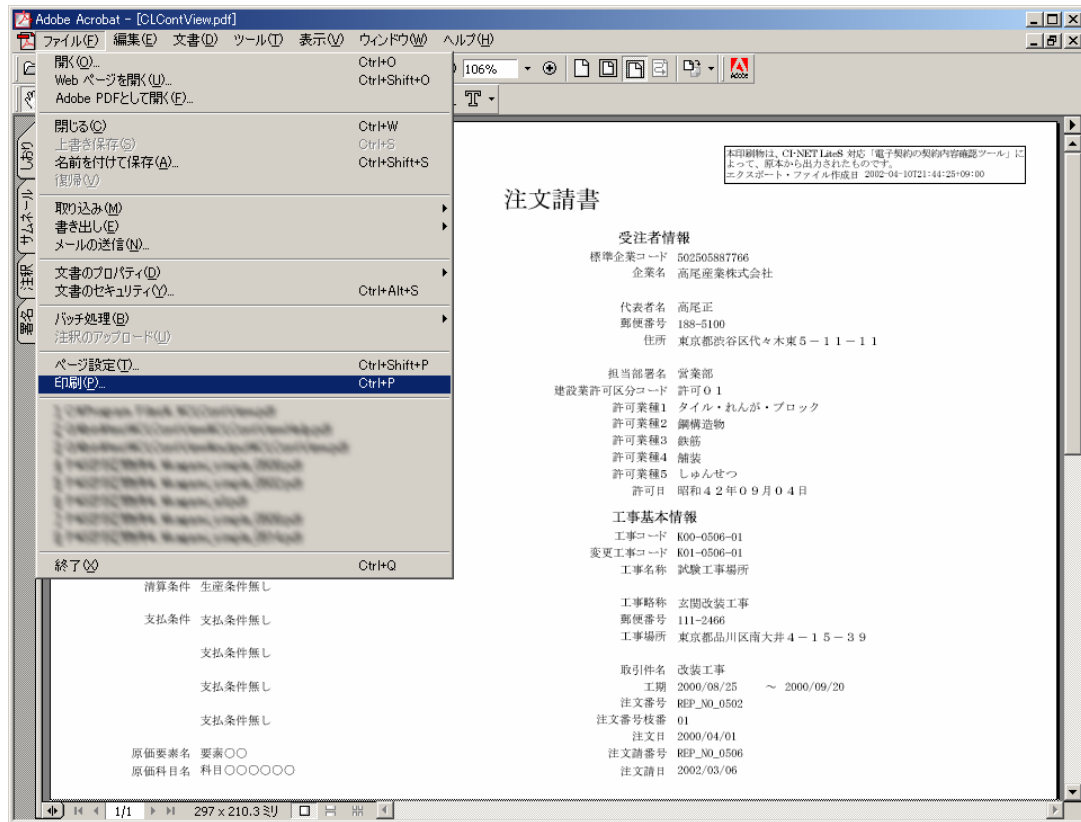 Adobe Acrobat - [CLContView.pdf]
ファイル(F) 編集(E) 文書(D) ツール(T) 表示(V) ウィンドウ(W) ヘルプ(H)
106%
開く(O)... Ctrl+O
Web ページを開く(U)... Ctrl+Shift+O
Adobe PDFとして開く(F)...
閉じる(C) Ctrl+W
上書き保存(S) Ctrl+S
名前を付けて保存(A)... Ctrl+Shift+S
復帰(V)
取り込み(M)
書き出し(E)
メールの送信(N)...
文書のプロパティ(D)
文書のセキュリティ(Y)... Ctrl+Alt+S
バッチ処理(B)
注釈のアップロード(U)
ページ設定(T)... Ctrl+Shift+P
印刷(P)... Ctrl+P
終了(X) Ctrl+Q
しおり
サムネール
注釈
署名
本印刷物は、CI-NET LiteS 対応「電子契約の契約内容確認ツール」に
よって、原本から出力されたものです。
エクスポート・ファイル作成日 2002-04-10T21:44:25+09:00
注文請書
受注者情報
標準企業コード 502505887766
企業名 高尾産業株式会社
代表者名 高尾正
郵便番号 188-5100
住所 東京都渋谷区代々木東5-11-11
担当部署名 営業部
建設業許可区分コード 許可01
許可業種1 タイル・れんが・ブロック
許可業種2 鋼構造物
許可業種3 鉄筋
許可業種4 舗装
許可業種5 しゅんせつ
許可日 昭和42年09月04日
工事基本情報
工事コード K00-0506-01
変更工事コード K01-0506-01
工事名称 試験工事場所
工事略称 玄関改装工事
郵便番号 111-2466
工事場所 東京都品川区南大井4-15-39
取引件名 改装工事
工期 2000/08/25 ～ 2000/09/20
注文番号 REP_NO_0502
注文番号枝番 01
注文日 2000/04/01
注文請番号 REP_NO_0506
注文請日 2002/03/06
清算条件 生産条件無し
支払条件 支払条件無し
支払条件無し
支払条件無し
支払条件無し
原価要素名 要素○○
原価科目名 科目○○○○○○
1/1 297 x 210.3 ミリ